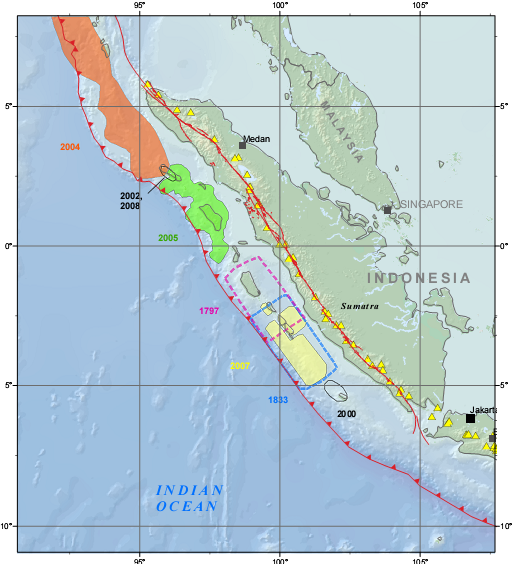 95°
100°
105°
5°
5°
Medan
MALAYSIA
2004
2002,
2008
SINGAPORE
2005
0°
0°
INDONESIA
Sumatra
1797
2007
5°
5°
1833
2000
Jakarta
INDIAN
OCEAN
10°
10°
95°
100°
105°